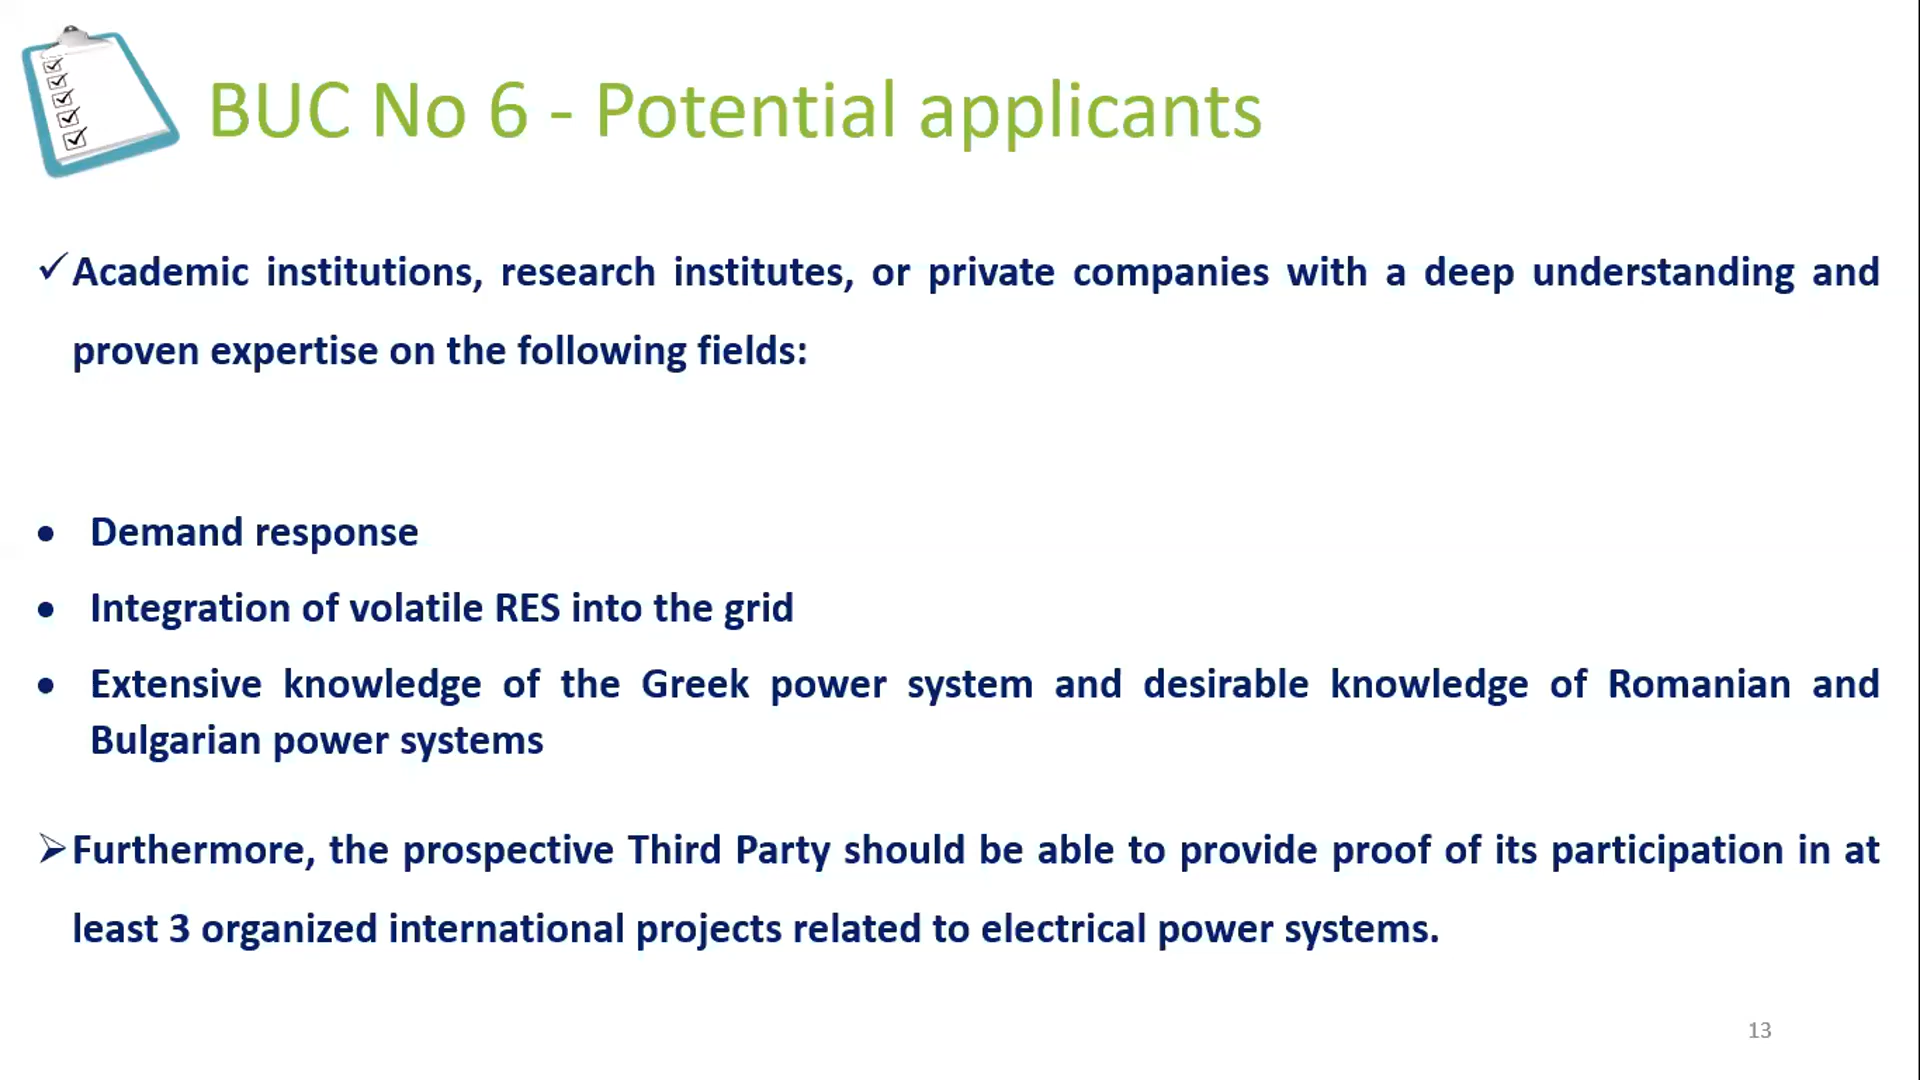 BUC No 6 - Potential applicants
✓Academic institutions, research institutes, or private companies with a deep understanding and
proven expertise on the following fields:
• Demand response
• Integration of volatile RES into the grid
• Extensive knowledge of the Greek power system and desirable knowledge of Romanian and
Bulgarian power systems
➢Furthermore, the prospective Third Party should be able to provide proof of its participation in at
least 3 organized international projects related to electrical power systems.
13